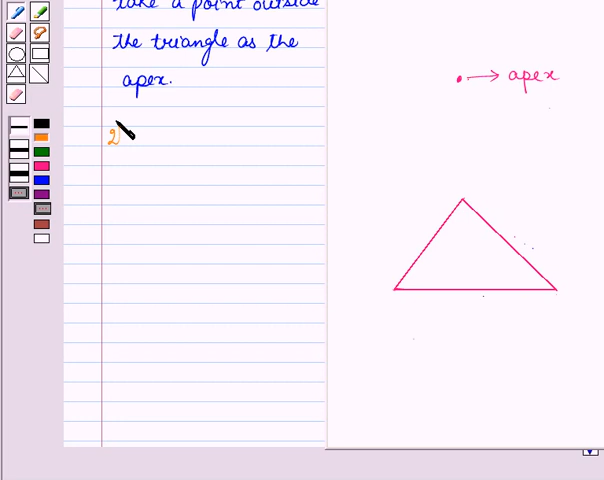 take a point outside
the triangle as the
apex.
2
apex